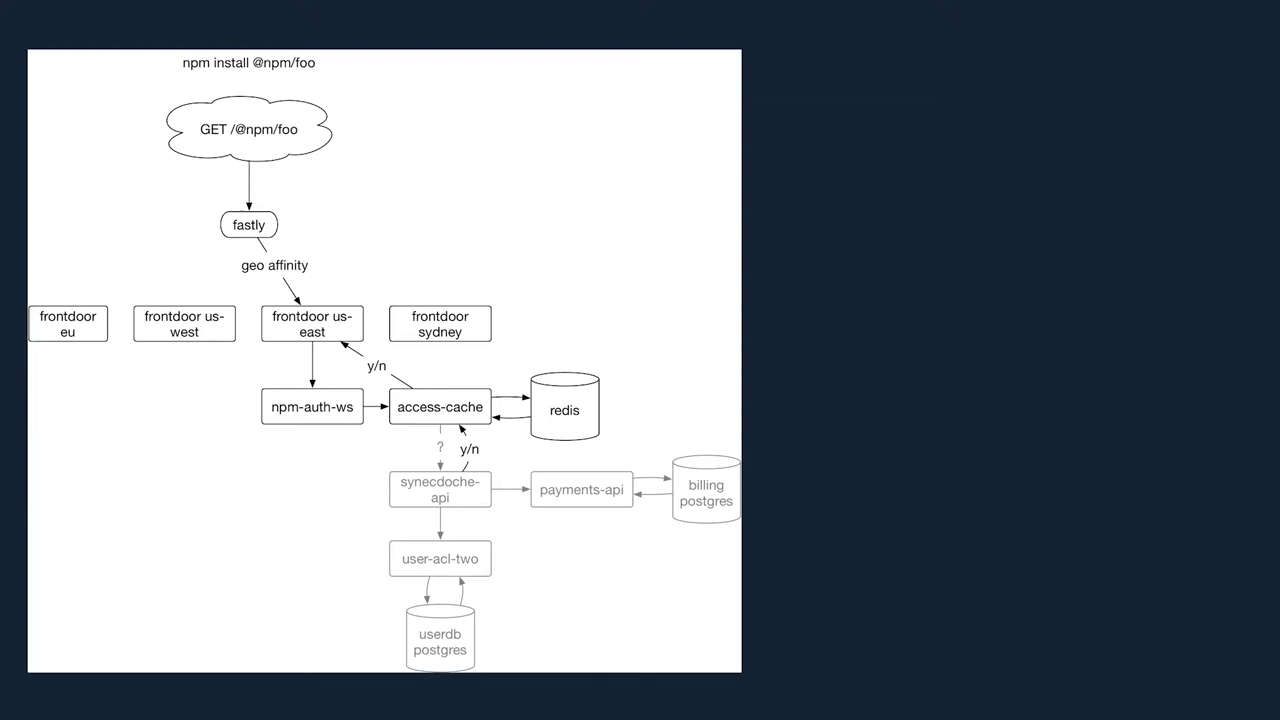 npm install @npm/foo
GET /@npm/foo
fastly
geo affinity
frontdoor
eu
frontdoor us-
west
frontdoor us-
east
frontdoor
sydney
y/n
npm-auth-ws
access-cache
redis
?
y/n
synecdoche-
api
payments-api
billing
postgres
user-acl-two
userdb
postgres